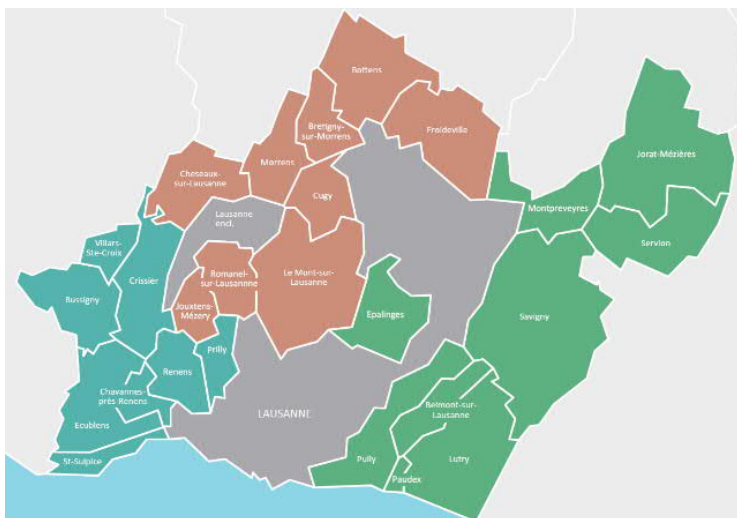 Bottens
Bretigny-
sur-Morrens
Froideville
Jorat-Mézières
Morrens
Cheseaux-
sur-Lausanne
Cugy
Montpreveyres
Lausanne
encl.
Servion
Villars-
Ste-Croix
Crissier
Romanel-
sur-Lausannne
Le Mont-sur-
Lausanne
Bussigny
Jouxtens-
Mézery
Epalinges
Savigny
Prilly
Renens
Chavannes-
près-Renens
Ecublens
LAUSANNE
Belmont-sur-
Lausanne
St-Sulpice
Pully
Lutry
Paudex